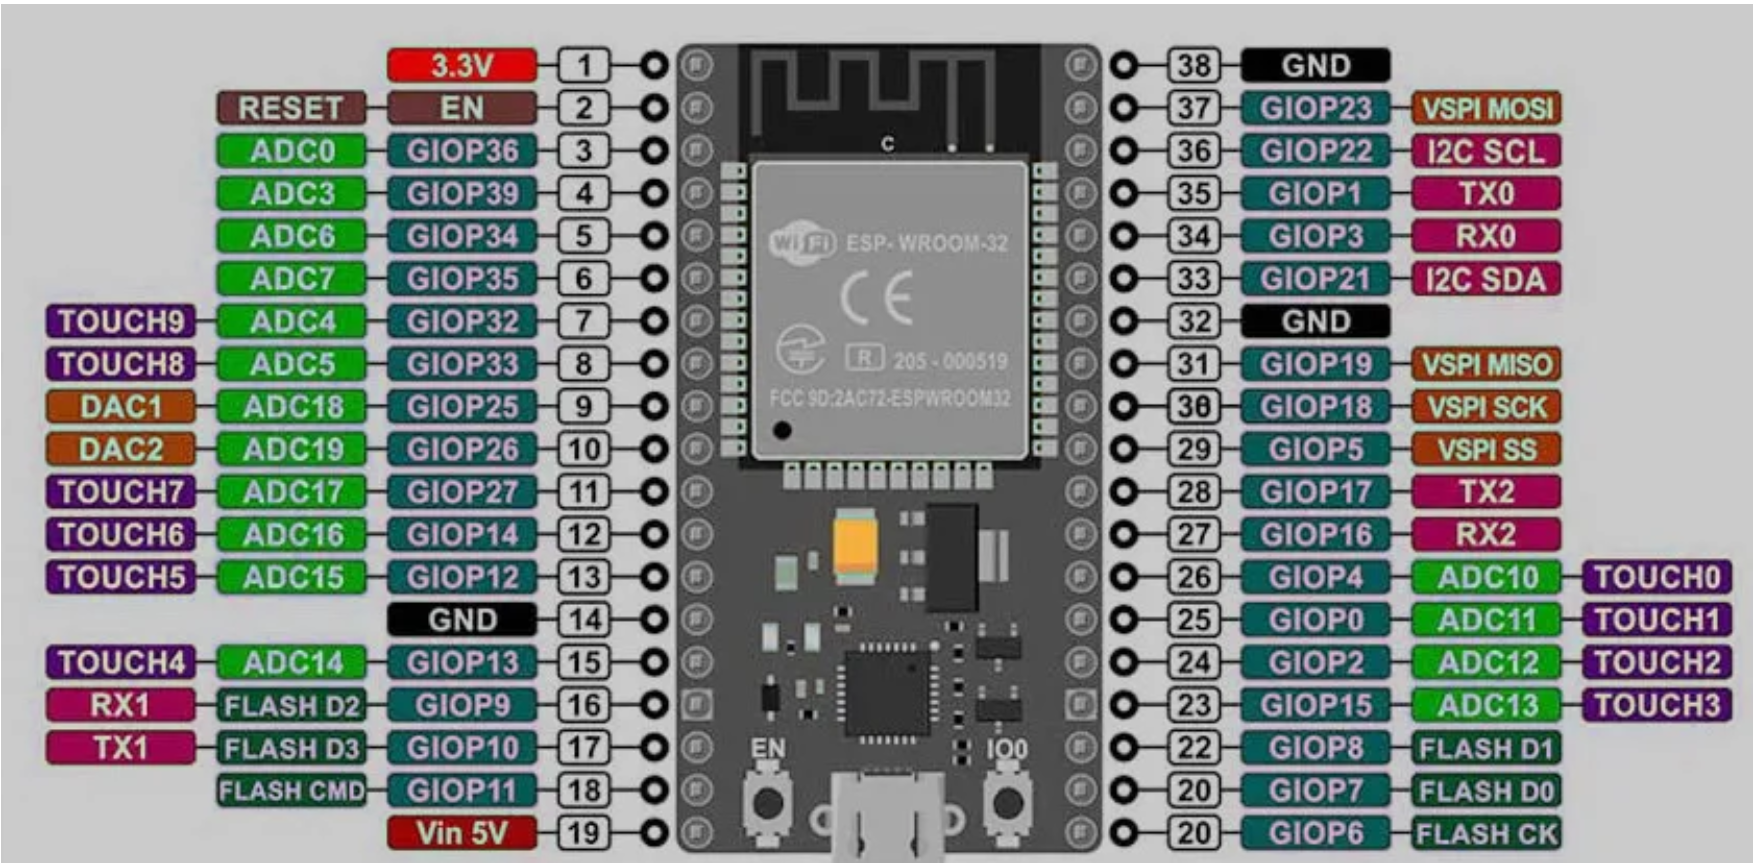 3.3V 1 38 GND
RESET EN 2 37 GIOP23 VSPI MOSI
ADC0 GIOP36 3 C 36 GIOP22 I2C SCL
ADC3 GIOP39 4 35 GIOP1 TX0
ADC6 GIOP34 5 WiFi ESP- WROOM-32 34 GIOP3 RX0
ADC7 GIOP35 6 CE 33 GIOP21 I2C SDA
TOUCH9 ADC4 GIOP32 7 32 GND
TOUCH8 ADC5 GIOP33 8 R 205 - 000519 31 GIOP19 VSPI MISO
DAC1 ADC18 GIOP25 9 FCC 9D:2AC72-ESPWROOM32 30 GIOP18 VSPI SCK
DAC2 ADC19 GIOP26 10 29 GIOP5 VSPI SS
TOUCH7 ADC17 GIOP27 11 28 GIOP17 TX2
TOUCH6 ADC16 GIOP14 12 27 GIOP16 RX2
TOUCH5 ADC15 GIOP12 13 26 GIOP4 ADC10 TOUCH0
GND 14 25 GIOP0 ADC11 TOUCH1
TOUCH4 ADC14 GIOP13 15 24 GIOP2 ADC12 TOUCH2
RX1 FLASH D2 GIOP9 16 23 GIOP15 ADC13 TOUCH3
TX1 FLASH D3 GIOP10 17 EN IO0 22 GIOP8 FLASH D1
FLASH CMD GIOP11 18 20 GIOP7 FLASH D0
Vin 5V 19 20 GIOP6 FLASH CK